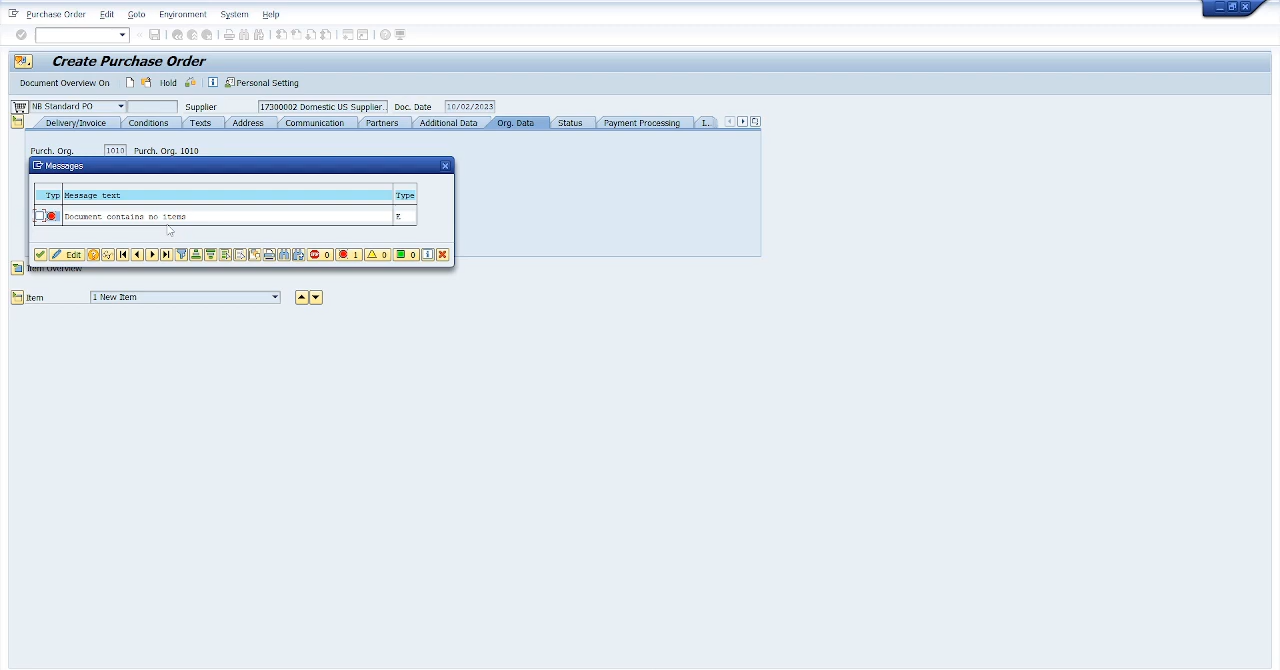 Purchase Order Edit Goto Environment System Help
Create Purchase Order
Document Overview On Hold Personal Setting
NB Standard PO Supplier 17300002 Domestic US Supplier.. Doc. Date 10/02/2023
Delivery/Invoice Conditions Texts Address Communication Partners Additional Data Org. Data Status Payment Processing I..
Purch. Org. 1010 Purch. Org. 1010
Messages
Typ Message text Type
Document contains no items E
Edit STOP 0 1 0 0
Item Overview
Item 1 New Item